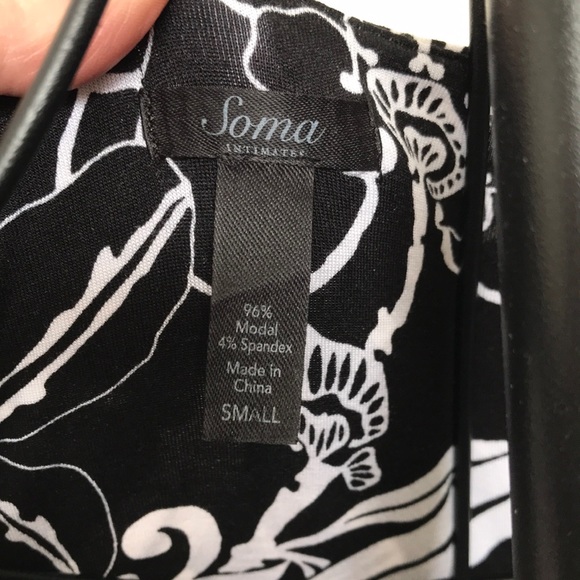 Soma
INTIMATES
96%
Modal
4% Spandex
Made in
China
SMALL